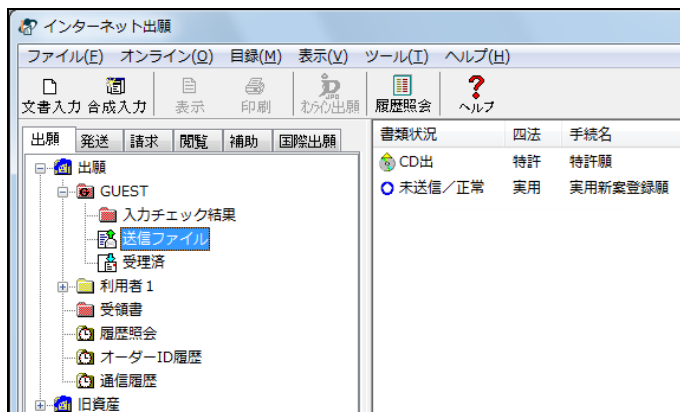 インターネット出願
ファイル(F) オンライン(O) 目録(M) 表示(V) ツール(T) ヘルプ(H)
文書入力 合成入力 表示 印刷 わらび出願 履歴照会 ヘルプ
出願 発送 請求 閲覧 補助 国際出願
書類状況 四法 手続名
出願
CD出 特許 特許願
GUEST
未送信/正常 実用 実用新案登録願
入力チェック結果
送信ファイル
受理済
利用者1
受領書
履歴照会
オーダーID履歴
通信履歴
旧資産